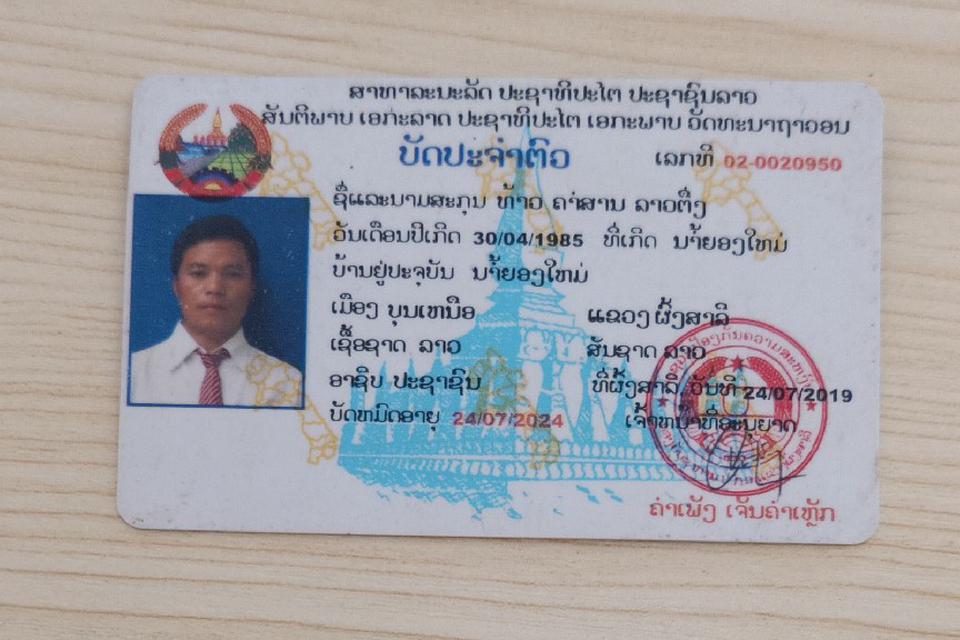 ສາທາລະນະລັດ ປະຊາທິປະໄຕ ປະຊາຊົນລາວ
ສັນຕິພາບ ເອກະລາດ ປະຊາທິປະໄຕ ເອກະພາບ ວັດທະນາຖາວອນ
ບັດປະຈຳຕົວ ເລກທີ 02-0020950
ຊື່ແລະນາມສະກຸນ ທ້າວ ຄຳສານ ລາວຕື່ງ
ວັນເດືອນປີເກີດ 30/04/1985 ທີ່ເກີດ ນ້ຳຍອງໃຫມ່
ບ້ານຢູ່ປະຈຸບັນ ນ້ຳຍອງໃຫມ່
ເມືອງ ບຸນເຫນືອ ແຂວງ ຜົ້ງສາລີ
ເຊື້ອຊາດ ລາວ ສັນຊາດ ລາວ
ອາຊີບ ປະຊາຊົນ ທີ່ຜົ້ງສາລີ ວັນທີ 24/07/2019
ບັດຫມົດອາຍຸ 24/07/2024 ເຈົ້າຫນ້າທີ່ອະນຸຍາດ
ຄຳເພັງ ເຈັນຄຳເຫຼັກ